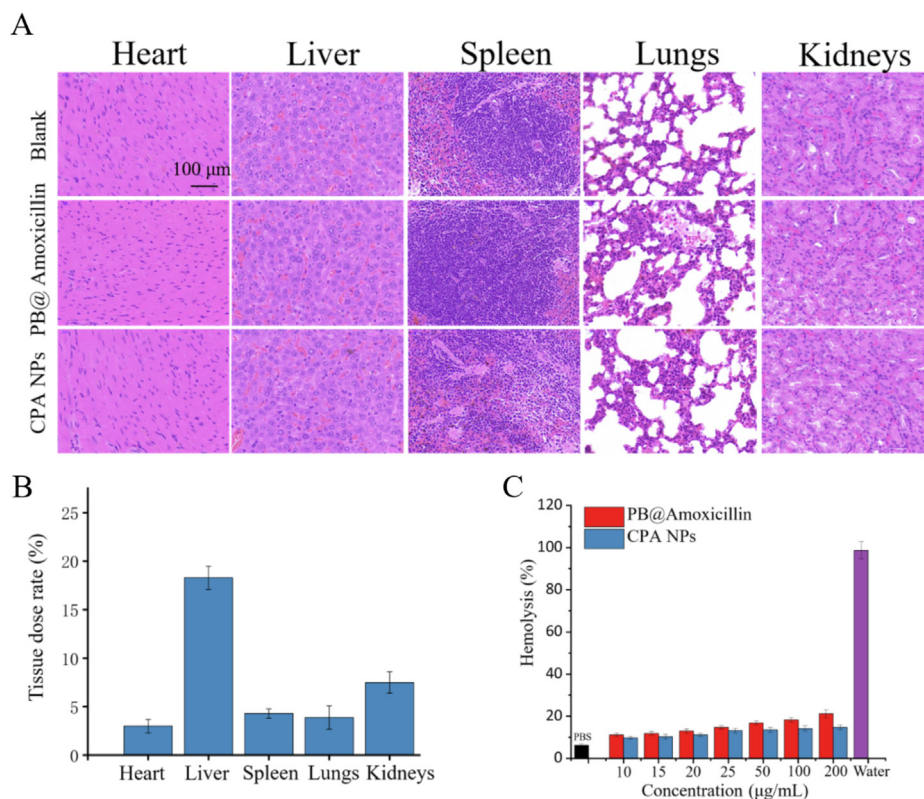 A
Heart Liver Spleen Lungs Kidneys
Blank
100 μm
PB@ Amoxicillin
CPA NPs
B
Tissue dose rate (%)
25
20
15
10
5
0
Heart Liver Spleen Lungs Kidneys
C
Hemolysis (%)
120
100
80
60
40
20
0
PB@Amoxicillin
CPA NPs
PBS
10 15 20 25 50 100 200 Water
Concentration (μg/mL)